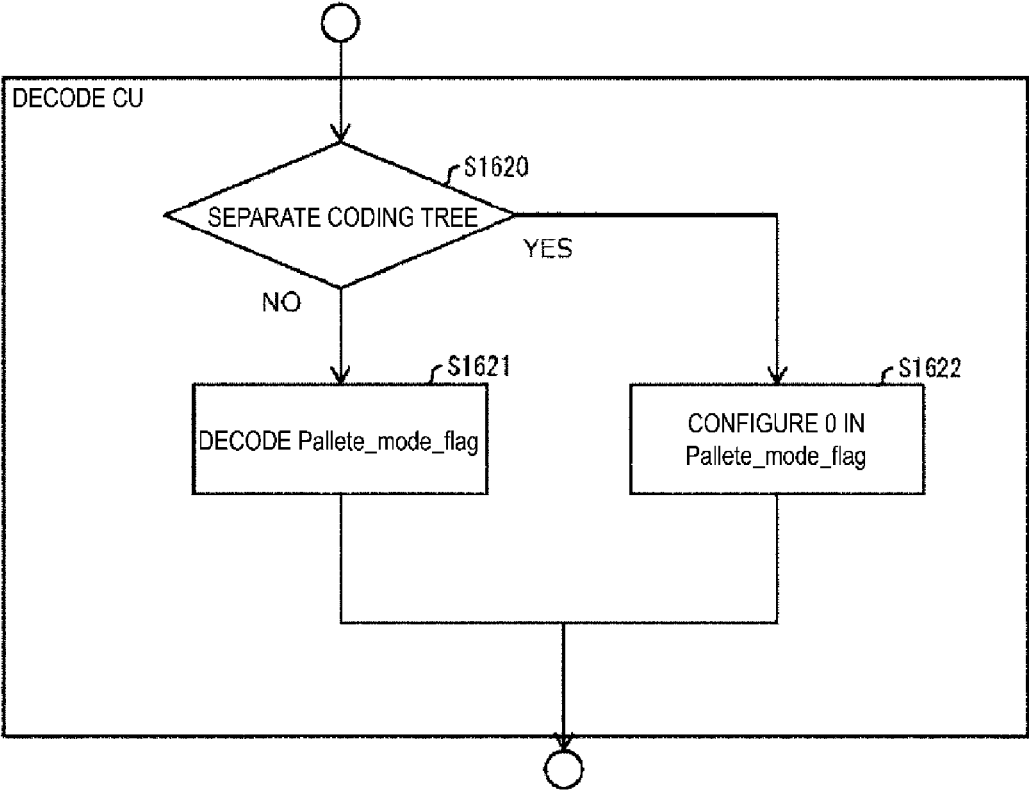 DECODE CU
S1620
SEPARATE CODING TREE
YES
NO
S1621
DECODE Pallete_mode_flag
S1622
CONFIGURE 0 IN
Pallete_mode_flag